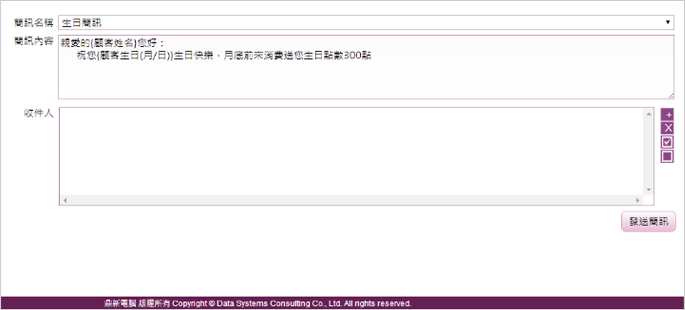 簡訊名稱 生日簡訊
簡訊內容 親愛的(顧客姓名)您好：
祝您(顧客生日(月/日))生日快樂，月底前來消費送您生日點數300點
收件人
發送簡訊
鼎新電腦 版權所有 Copyright © Data Systems Consulting Co., Ltd. All rights reserved.